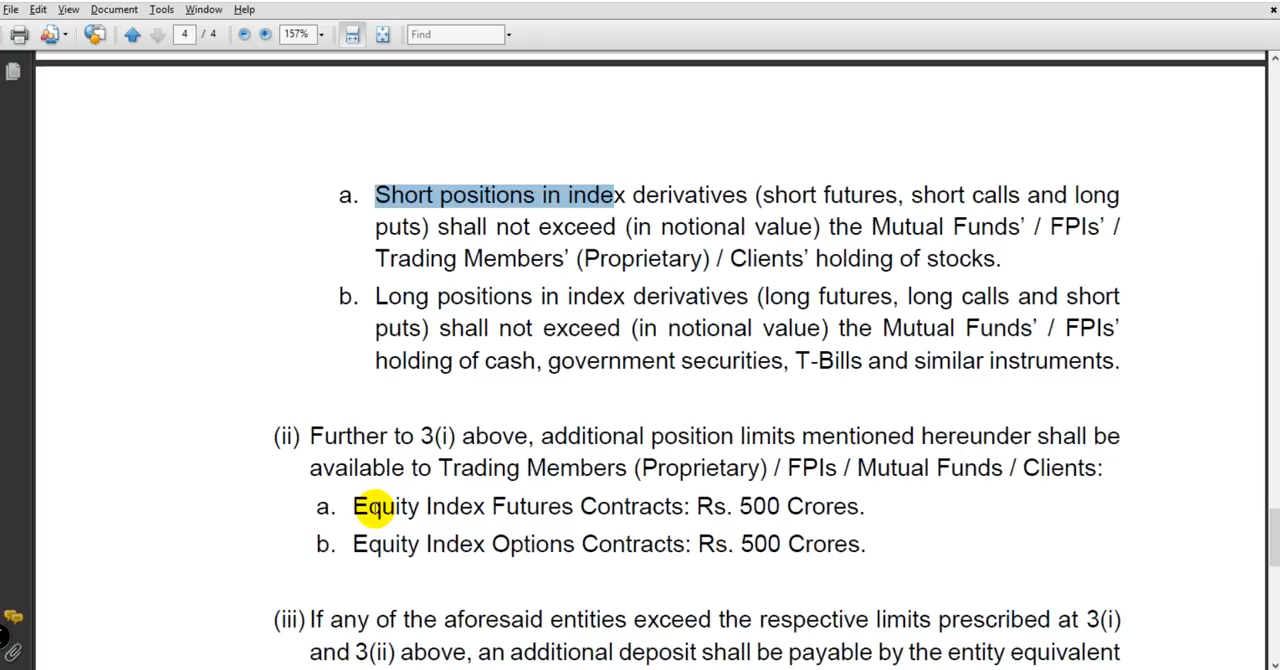 File Edit View Document Tools Window Help
4 / 4 157% Find
a. Short positions in index derivatives (short futures, short calls and long
puts) shall not exceed (in notional value) the Mutual Funds’ / FPIs’ /
Trading Members’ (Proprietary) / Clients’ holding of stocks.
b. Long positions in index derivatives (long futures, long calls and short
puts) shall not exceed (in notional value) the Mutual Funds’ / FPIs’
holding of cash, government securities, T-Bills and similar instruments.
(ii) Further to 3(i) above, additional position limits mentioned hereunder shall be
available to Trading Members (Proprietary) / FPIs / Mutual Funds / Clients:
a. Equity Index Futures Contracts: Rs. 500 Crores.
b. Equity Index Options Contracts: Rs. 500 Crores.
(iii) If any of the aforesaid entities exceed the respective limits prescribed at 3(i)
and 3(ii) above, an additional deposit shall be payable by the entity equivalent